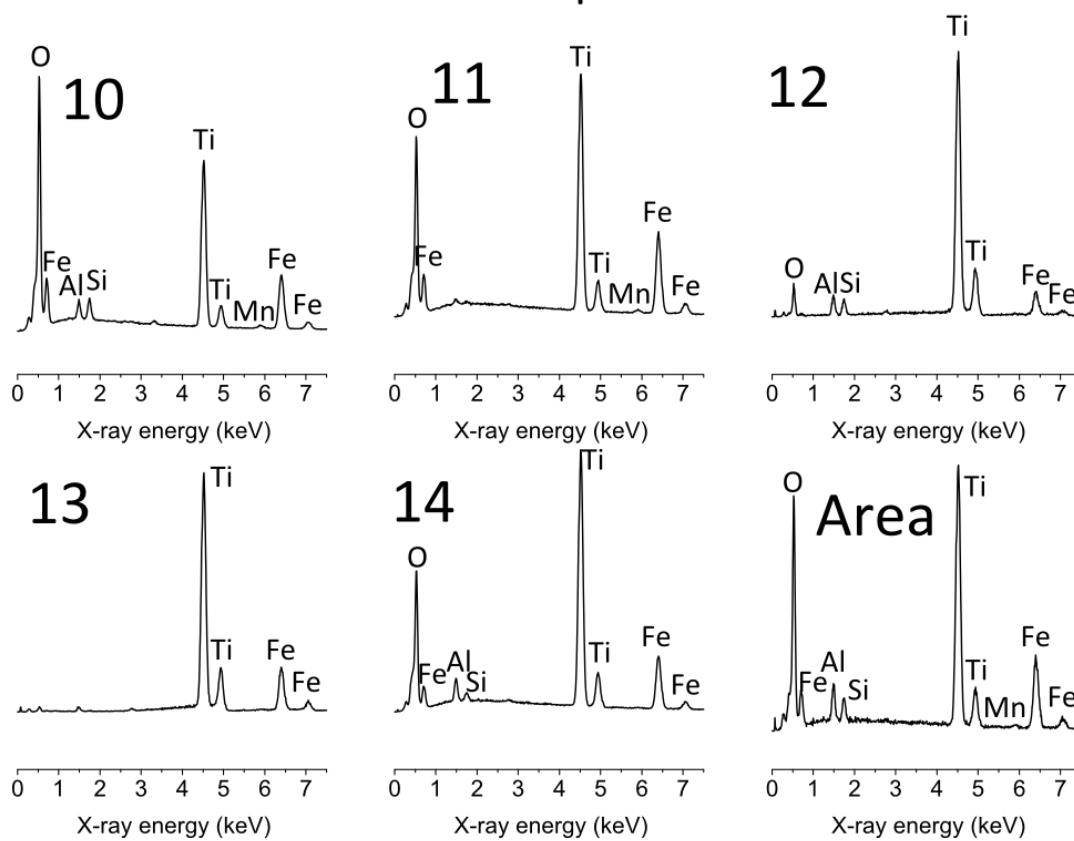 10
O
Ti
Fe
Al
Si
Ti
Mn
Fe
Fe
0 1 2 3 4 5 6 7
X-ray energy (keV)
11
O
Ti
Fe
Ti
Mn
Fe
Fe
0 1 2 3 4 5 6 7
X-ray energy (keV)
12
Ti
O
Al
Si
Ti
Fe
Fe
0 1 2 3 4 5 6 7
X-ray energy (keV)
13
Ti
Ti
Fe
Fe
0 1 2 3 4 5 6 7
X-ray energy (keV)
14
Ti
O
Fe
Al
Si
Ti
Fe
Fe
0 1 2 3 4 5 6 7
X-ray energy (keV)
Area
O
Ti
Fe
Al
Si
Ti
Mn
Fe
Fe
0 1 2 3 4 5 6 7
X-ray energy (keV)